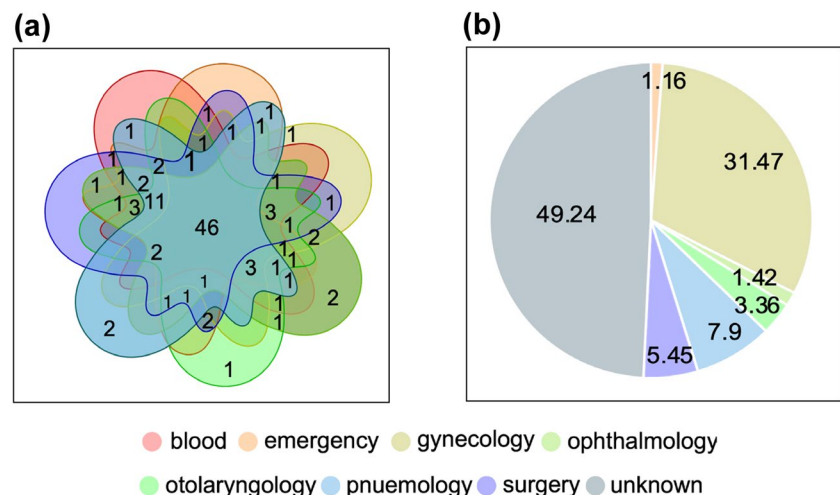 (a) (b)
1 1 1 1 1 1 1 1 1.16
1 1 2 1 31.47
1 1 2 1 1
1 3 11 3 1 49.24
46 2
2 1 1 1.42
3 1 3.36
1 1 1 1 1 2 7.9
2 2 1 1 5.45
1
blood emergency gynecology ophthalmology
otolaryngology pnuemology surgery unknown